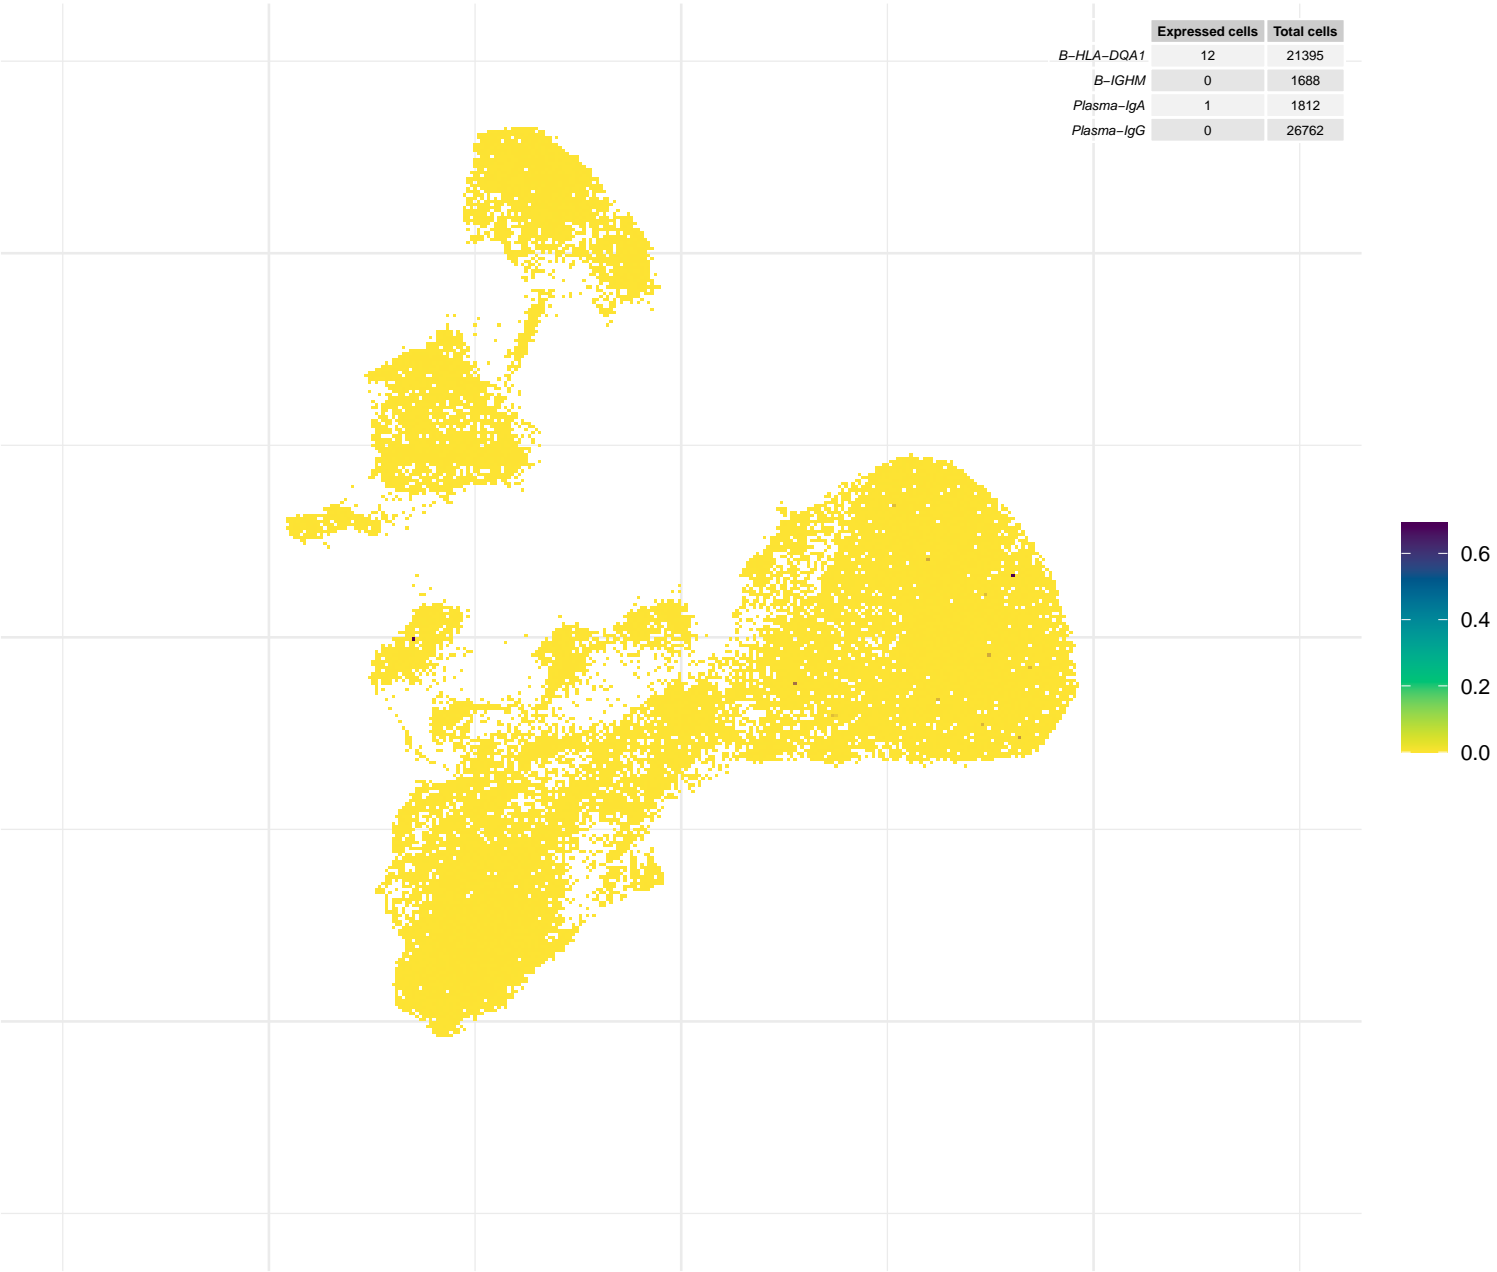 Expressed cells Total cells
B−HLA−DQA1 12 21395
B−IGHM 0 1688
Plasma−IgA 1 1812
Plasma−IgG 0 26762
0.6
0.4
0.2
0.0